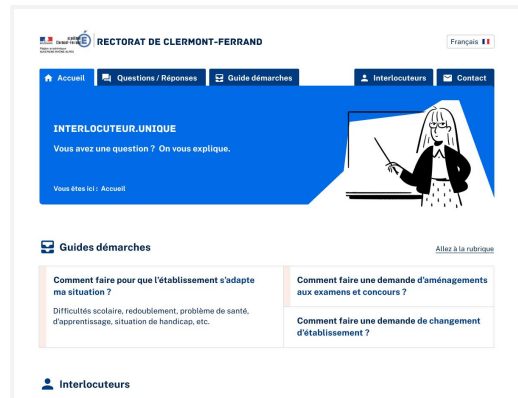 RECTORAT DE CLERMONT-FERRAND
Français
Accueil
Questions / Réponses
Guide démarches
Interlocuteurs
Contact
INTERLOCUTEUR.UNIQUE
Vous avez une question ? On vous explique.
Vous êtes ici : Accueil
Guides démarches
Allez à la rubrique
Comment faire pour que l'établissement s'adapte
ma situation ?
Difficultés scolaire, redoublement, problème de santé,
d'apprentissage, situation de handicap, etc.
Comment faire une demande d'aménagements
aux examens et concours ?
Comment faire une demande de changement
d'établissement ?
Interlocuteurs